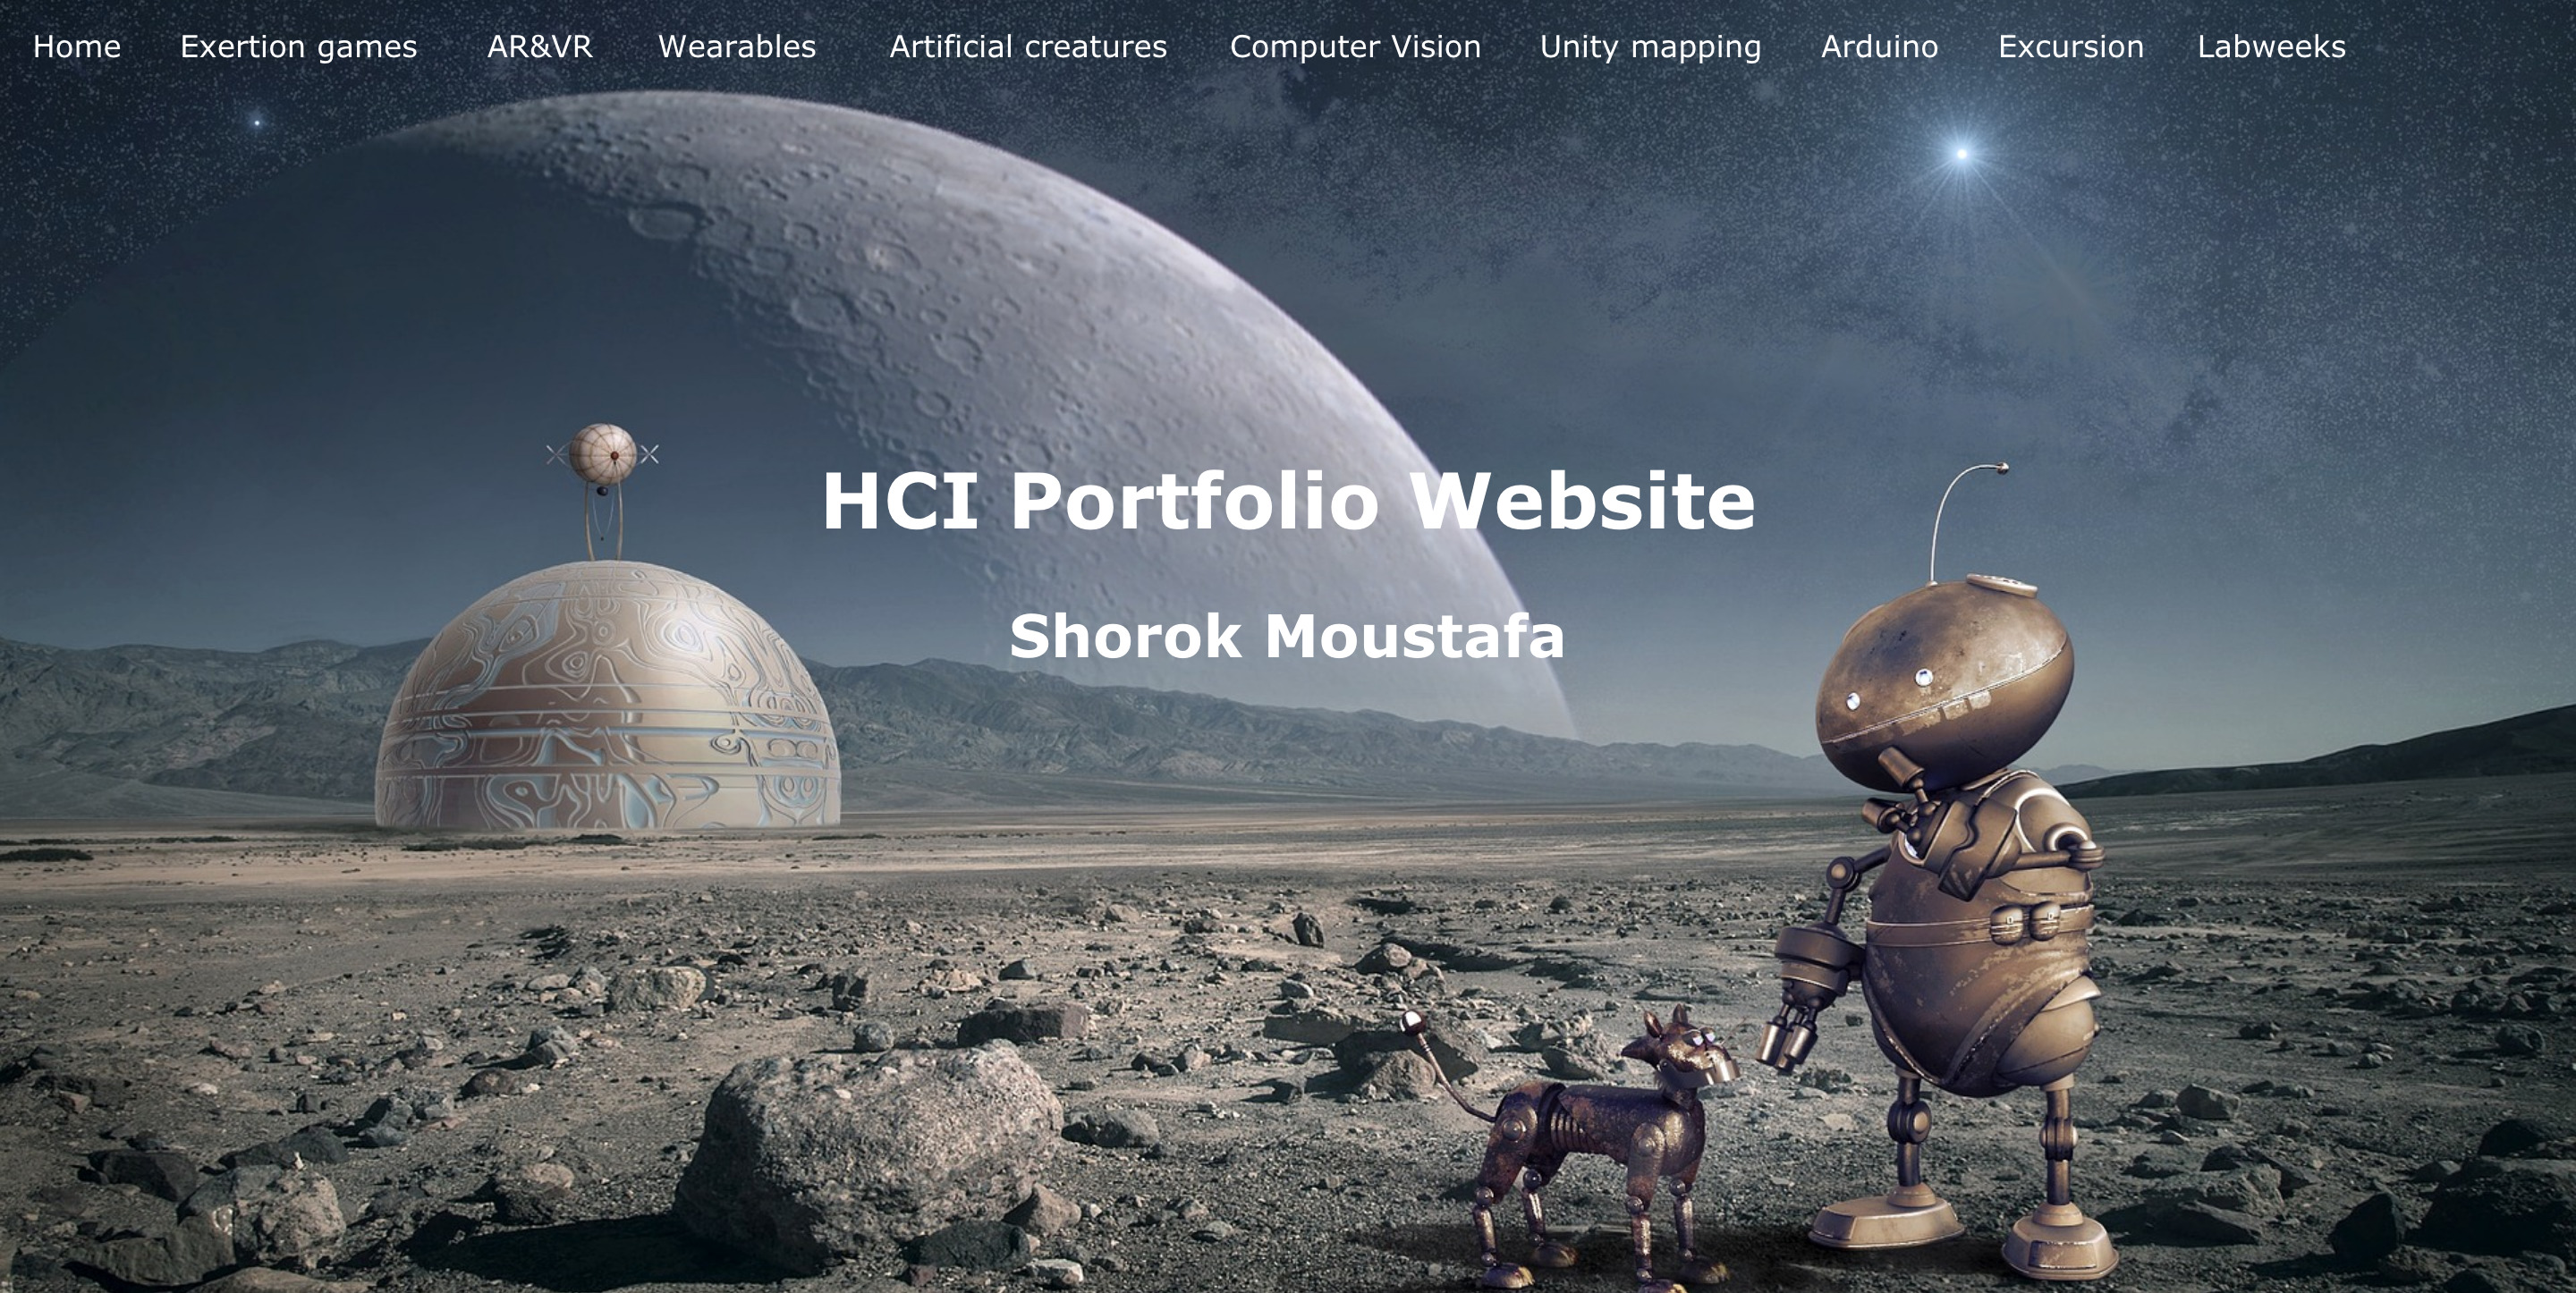 Home Exertion games AR&VR Wearables Artificial creatures Computer Vision Unity mapping Arduino Excursion Labweeks
HCI Portfolio Website
Shorok Moustafa